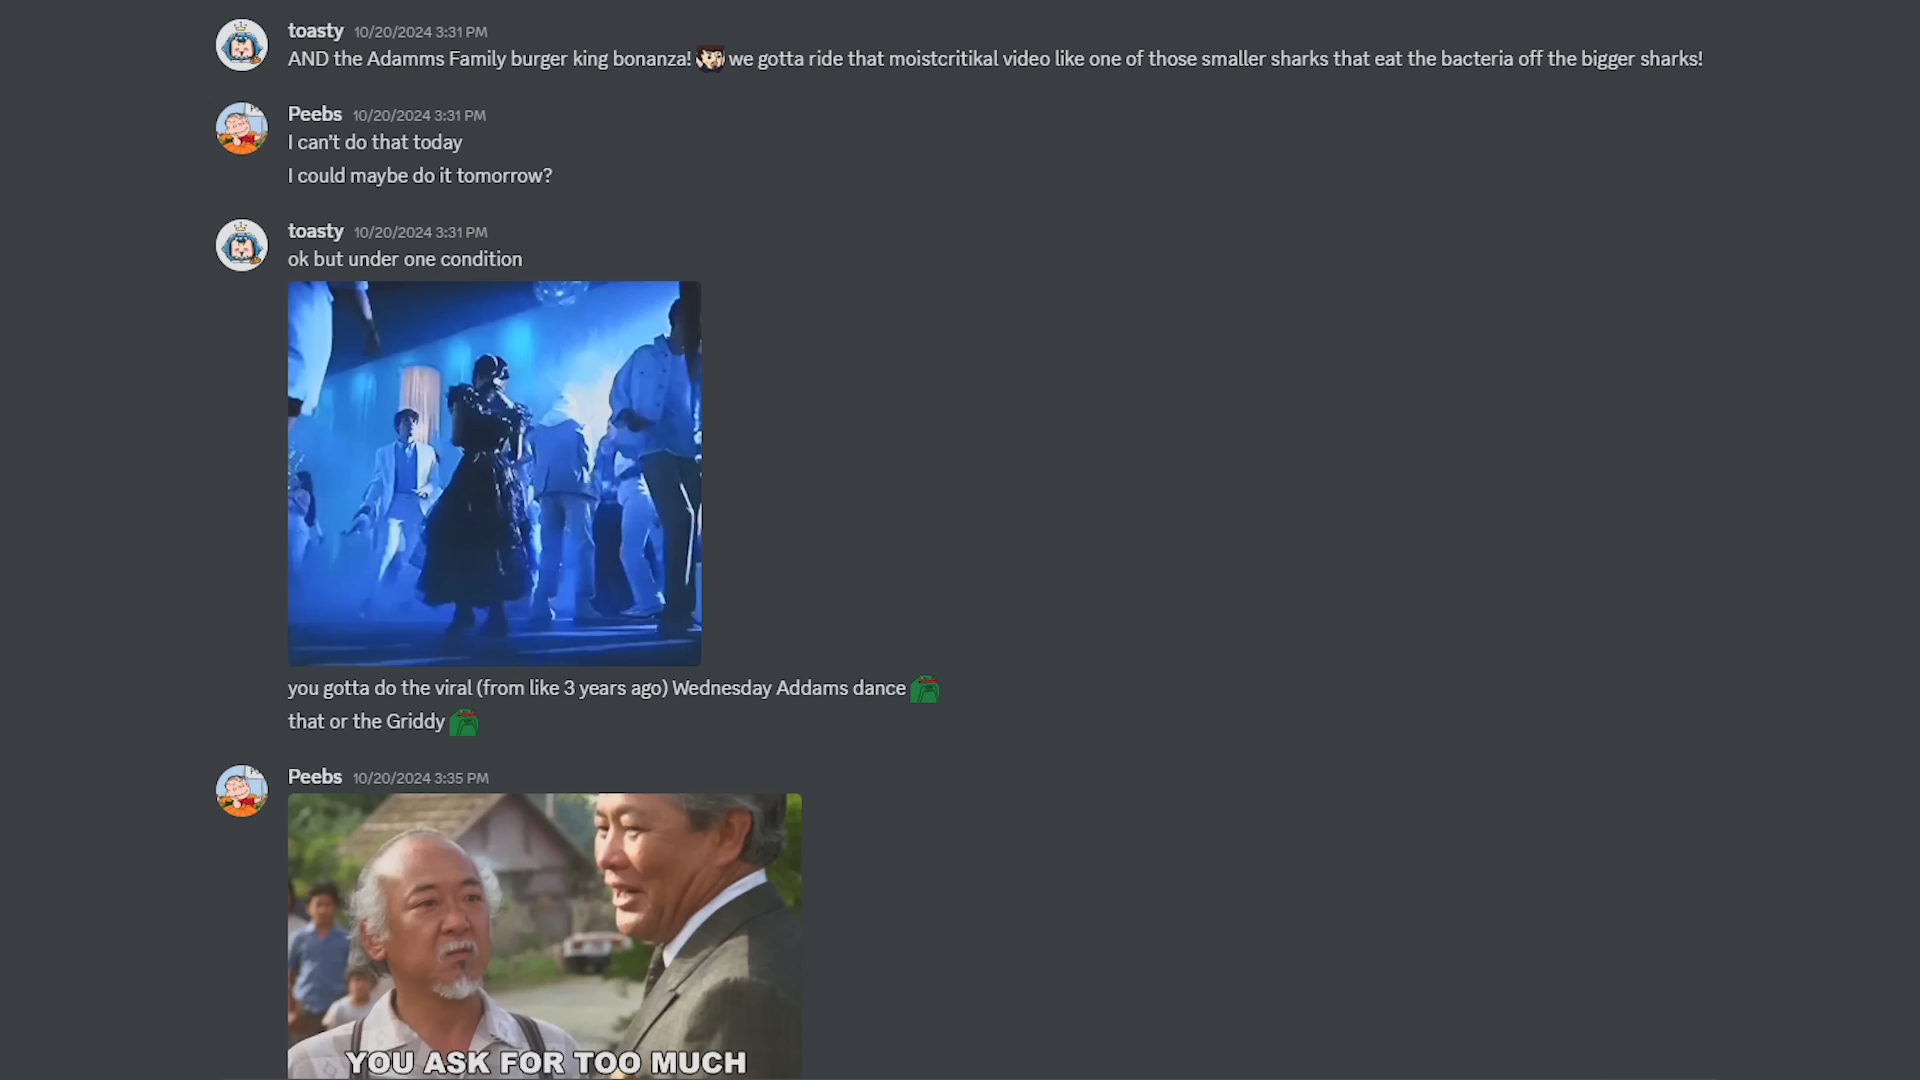 toasty 10/20/2024 3:31 PM
AND the Adamms Family burger king bonanza! we gotta ride that moistcritikal video like one of those smaller sharks that eat the bacteria off the bigger sharks!
Peebs 10/20/2024 3:31 PM
I can't do that today
I could maybe do it tomorrow?
toasty 10/20/2024 3:31 PM
ok but under one condition
you gotta do the viral (from like 3 years ago) Wednesday Addams dance
that or the Griddy
Peebs 10/20/2024 3:35 PM
YOU ASK FOR TOO MUCH